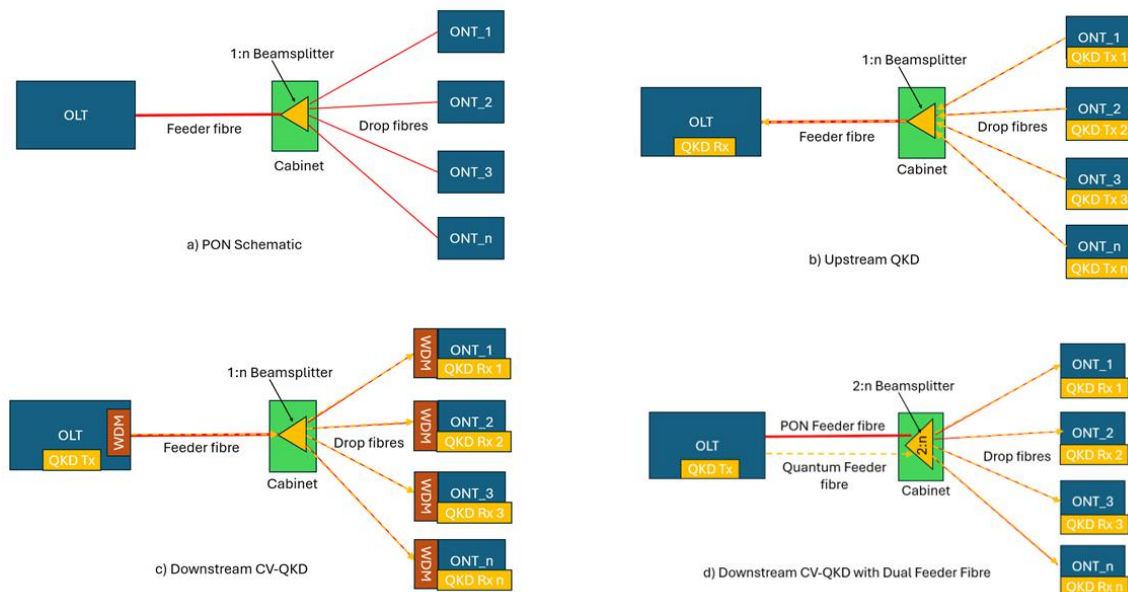 ONT_1
1:n Beamsplitter
OLT
ONT_2
Feeder fibre
Drop fibres
Cabinet
ONT_3
ONT_n
a) PON Schematic
ONT_1
QKD Tx 1
1:n Beamsplitter
OLT
QKD Rx
ONT_2
QKD Tx 2
Feeder fibre
Drop fibres
Cabinet
ONT_3
QKD Tx 3
ONT_n
QKD Tx n
b) Upstream QKD
WDM
ONT_1
QKD Rx 1
1:n Beamsplitter
OLT
WDM
QKD Tx
WDM
ONT_2
QKD Rx 2
Feeder fibre
Drop fibres
Cabinet
WDM
ONT_3
QKD Rx 3
WDM
ONT_n
QKD Rx n
c) Downstream CV-QKD
ONT_1
QKD Rx 1
2:n Beamsplitter
PON Feeder fibre
OLT
QKD Tx
2:n
ONT_2
QKD Rx 2
Quantum Feeder
fibre
Drop fibres
Cabinet
ONT_3
QKD Rx 3
ONT_n
QKD Rx n
d) Downstream CV-QKD with Dual Feeder Fibre